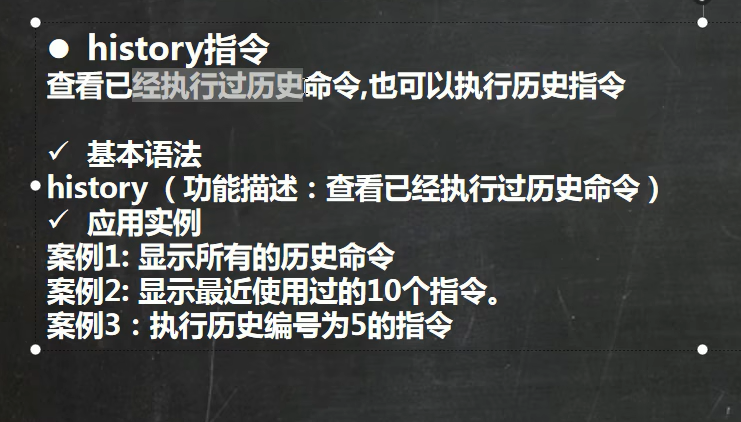 ● history指令
查看已经执行过历史命令,也可以执行历史指令
✓ 基本语法
history （功能描述：查看已经执行过历史命令）
✓ 应用实例
案例1: 显示所有的历史命令
案例2: 显示最近使用过的10个指令。
案例3：执行历史编号为5的指令